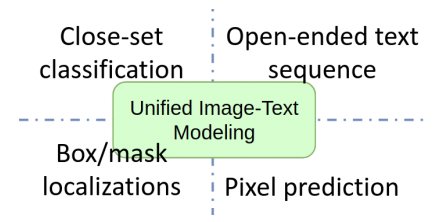 Close-set
classification
Open-ended text
sequence
Unified Image-Text
Modeling
Box/mask
localizations
Pixel prediction